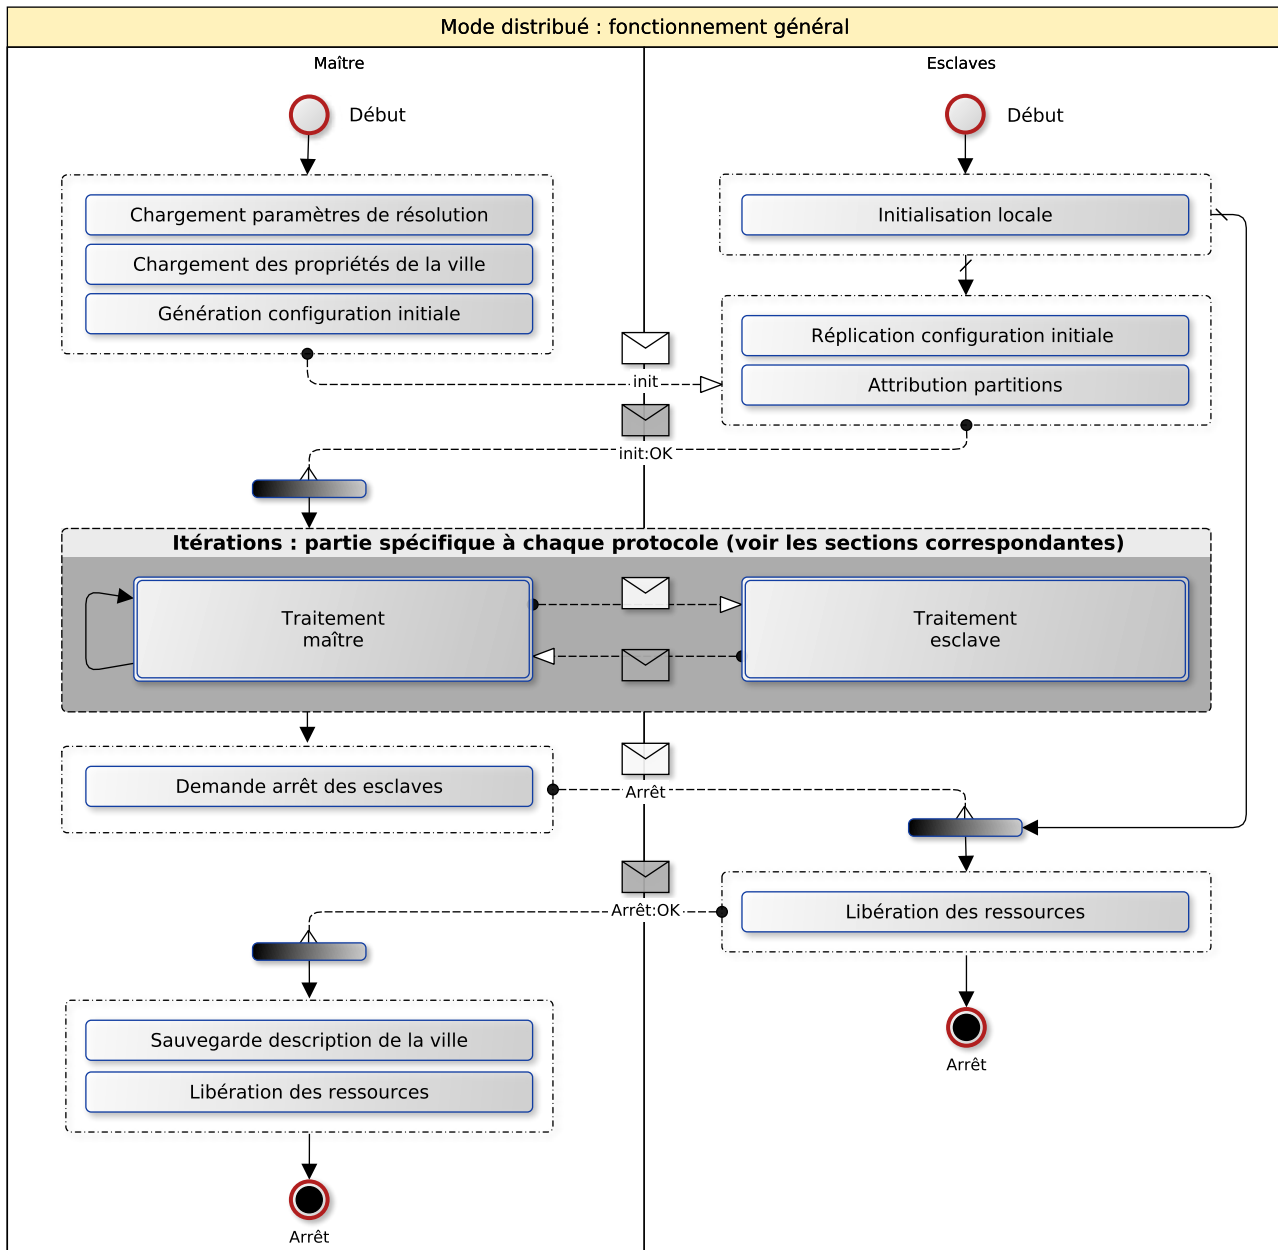 Mode distribué : fonctionnement général
Maître
Esclaves
Début
Début
Chargement paramètres de résolution
Initialisation locale
Chargement des propriétés de la ville
Génération configuration initiale
Réplication configuration initiale
init
Attribution partitions
init:OK
Itérations : partie spécifique à chaque protocole (voir les sections correspondantes)
Traitement
maître
Traitement
esclave
Demande arrêt des esclaves
Arrêt
Arrêt:OK
Libération des ressources
Arrêt
Sauvegarde description de la ville
Libération des ressources
Arrêt